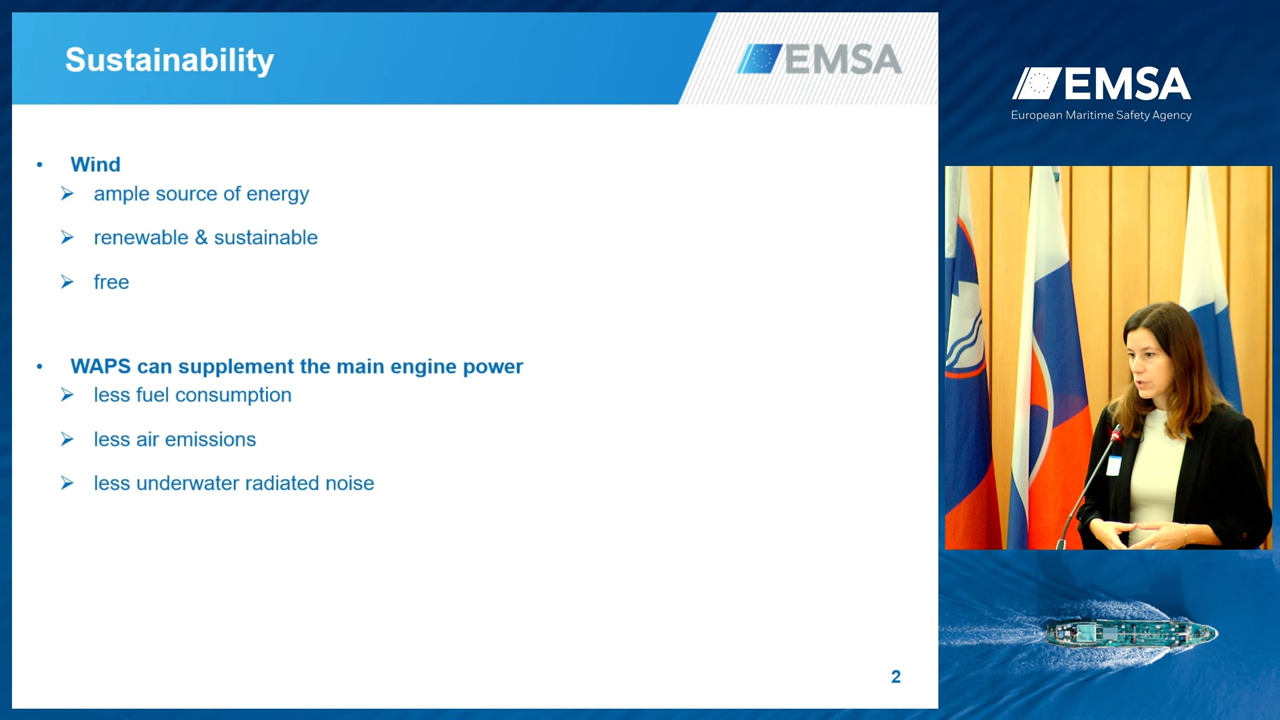 Sustainability
EMSA
• Wind
➢ ample source of energy
➢ renewable & sustainable
➢ free
• WAPS can supplement the main engine power
➢ less fuel consumption
➢ less air emissions
➢ less underwater radiated noise
2
EMSA
European Maritime Safety Agency